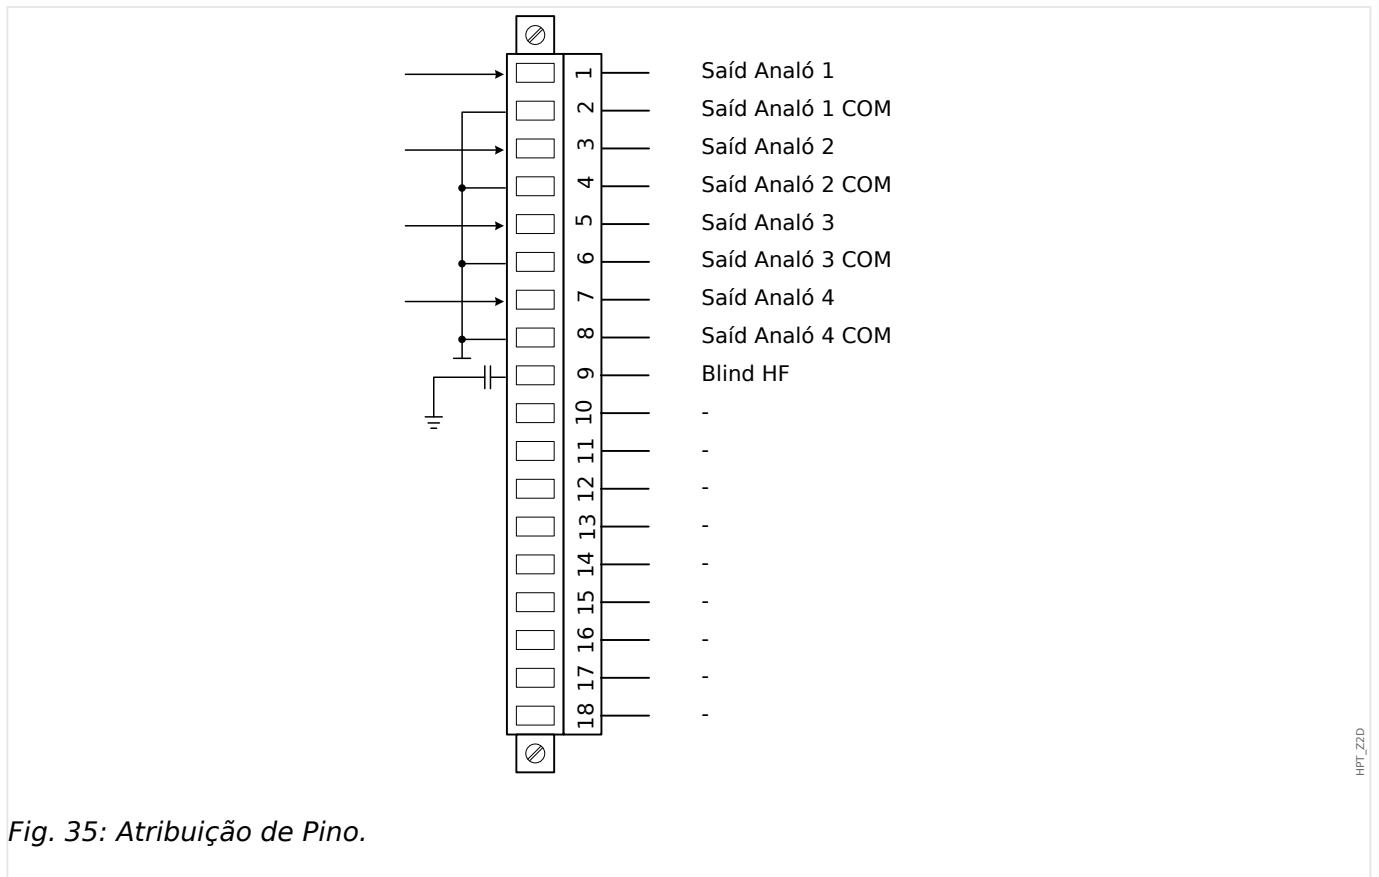 1 Saíd Analó 1
2 Saíd Analó 1 COM
3 Saíd Analó 2
4 Saíd Analó 2 COM
5 Saíd Analó 3
6 Saíd Analó 3 COM
7 Saíd Analó 4
8 Saíd Analó 4 COM
9 Blind HF
10 -
11 -
12 -
13 -
14 -
15 -
16 -
17 -
18 -
HPT_Z2D
Fig. 35: Atribuição de Pino.